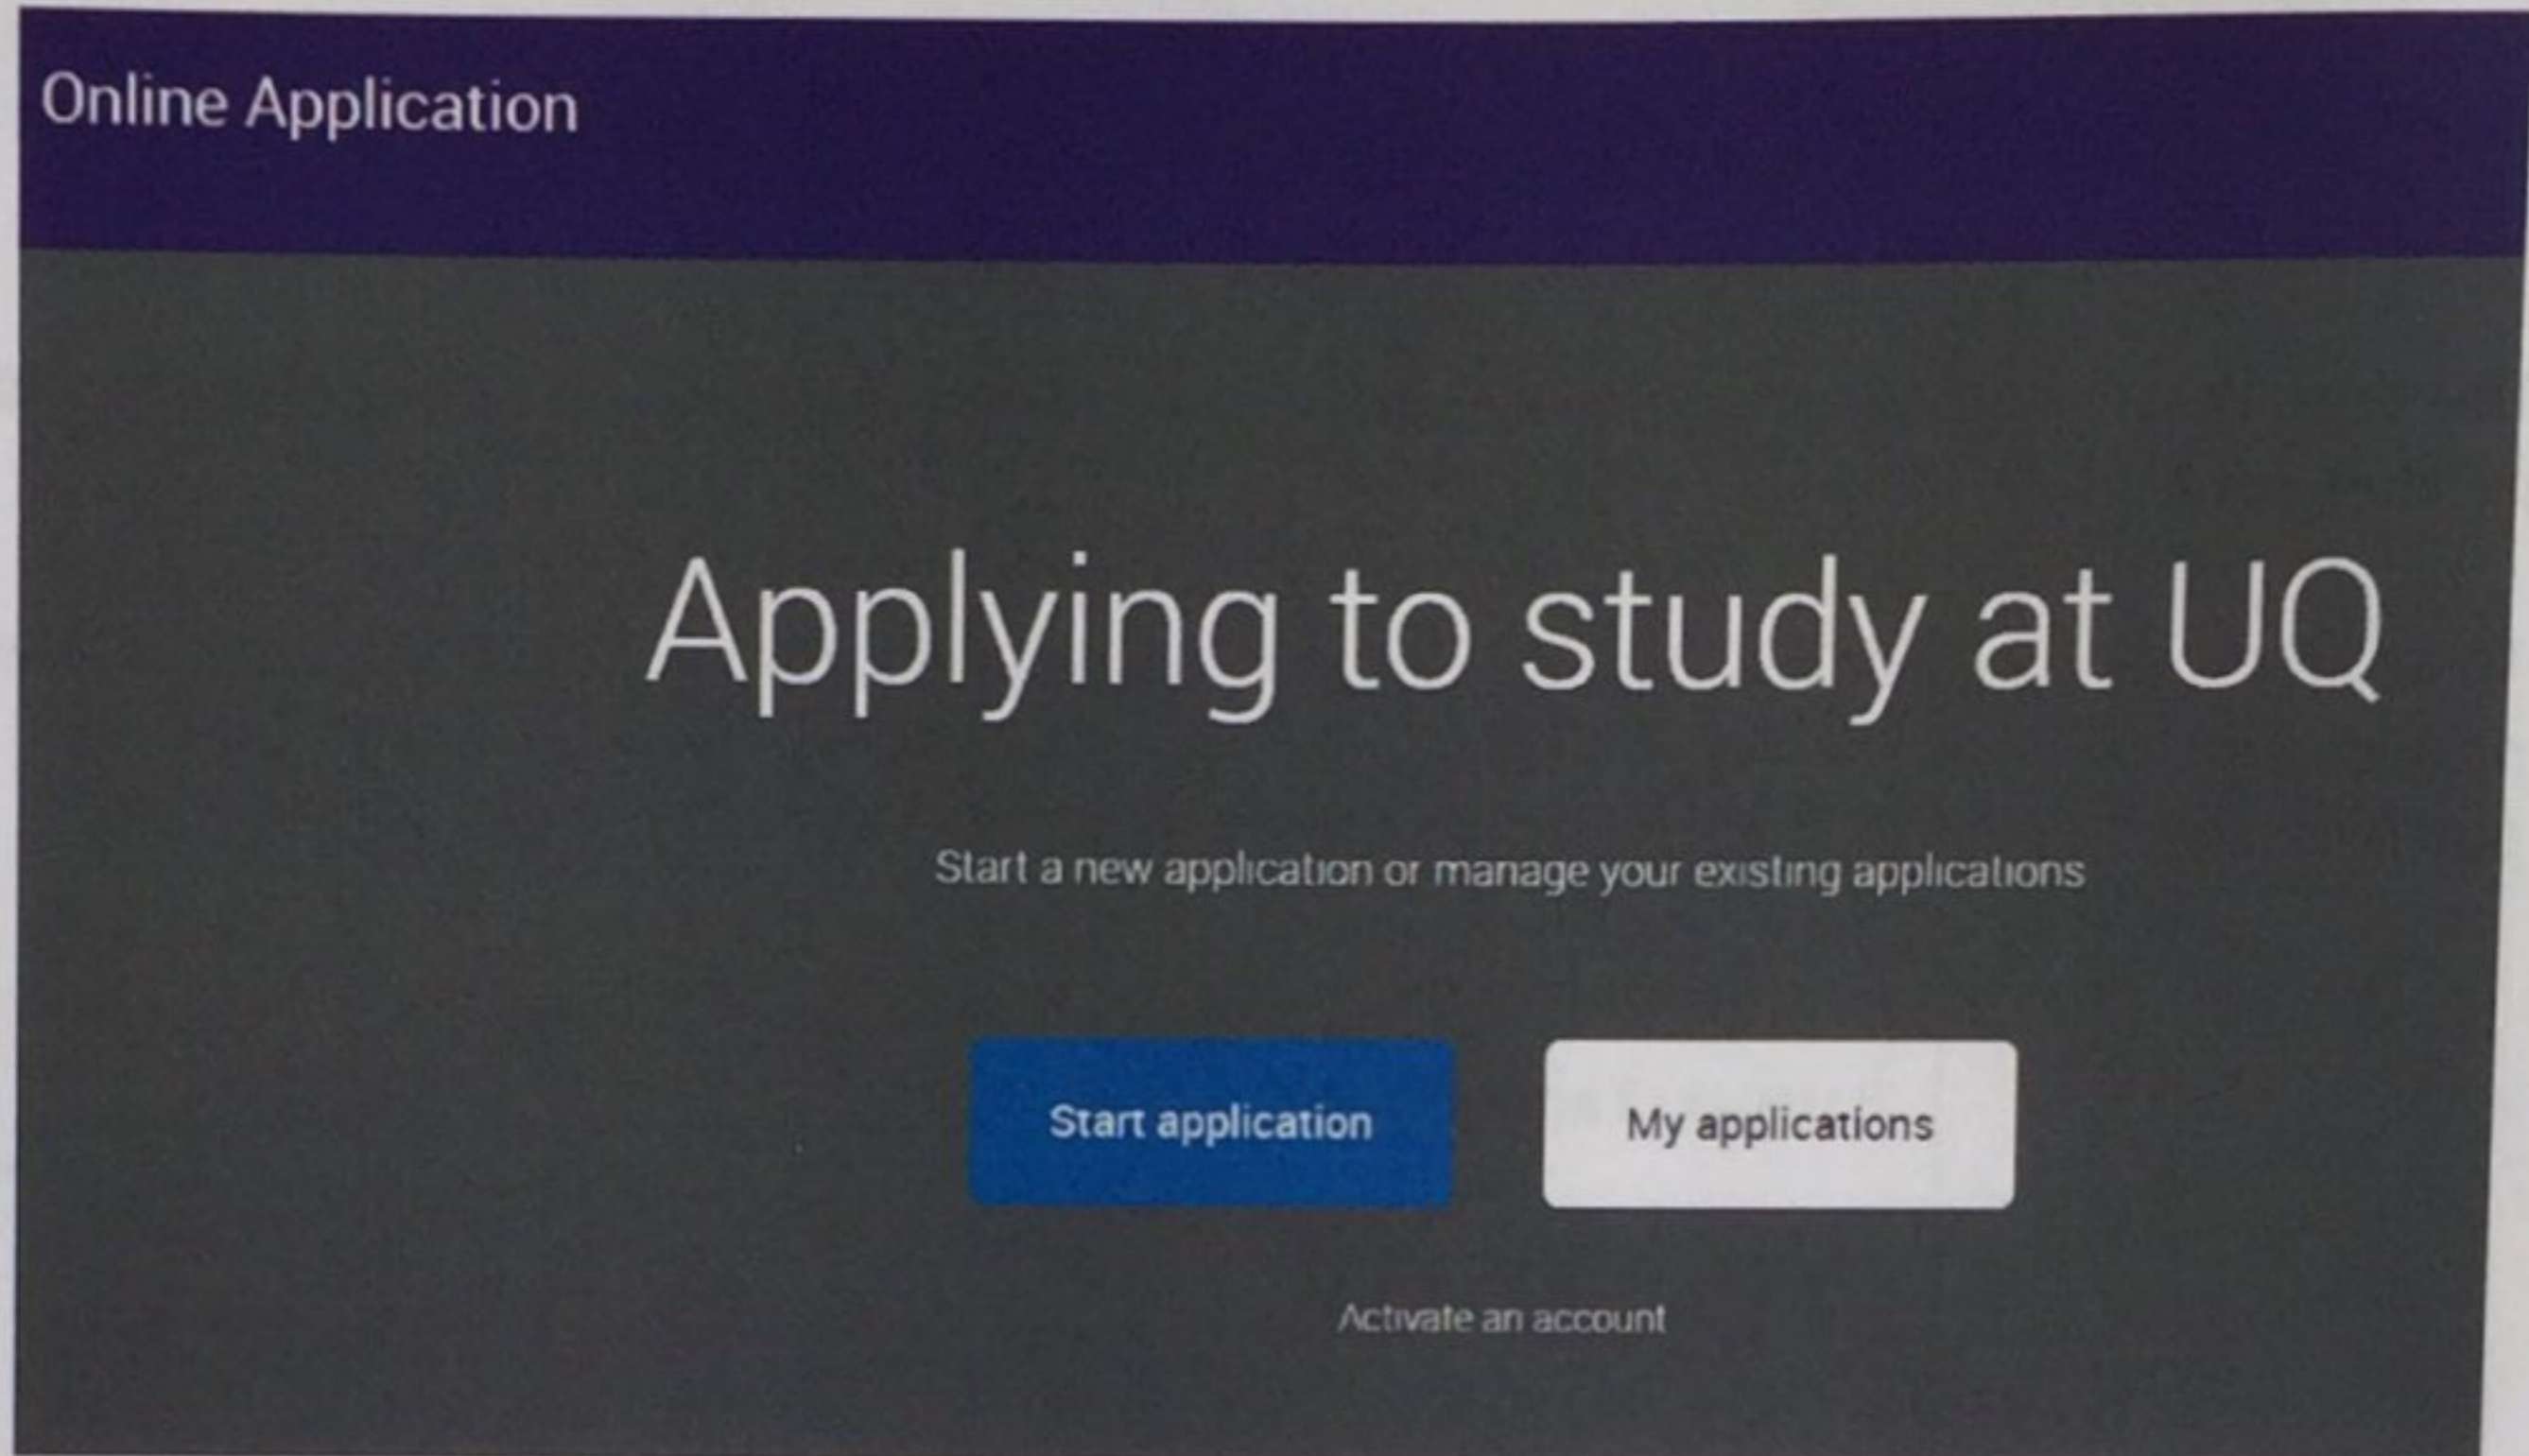 Online Application
Applying to study at UQ
Start a new application or manage your existing applications
Start application
My applications
Activate an account